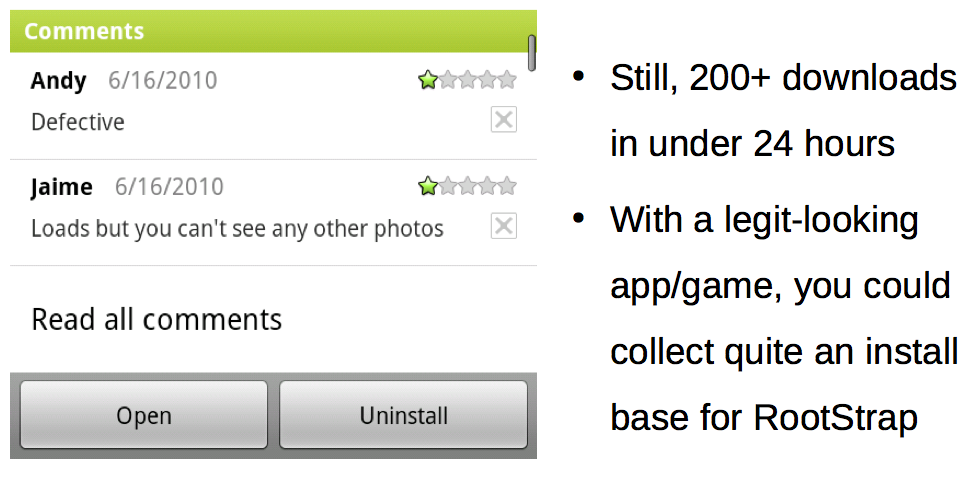 Comments
Andy 6/16/2010
Defective
Jaime 6/16/2010
Loads but you can't see any other photos
Read all comments
Open Uninstall
• Still, 200+ downloads
in under 24 hours
• With a legit-looking
app/game, you could
collect quite an install
base for RootStrap